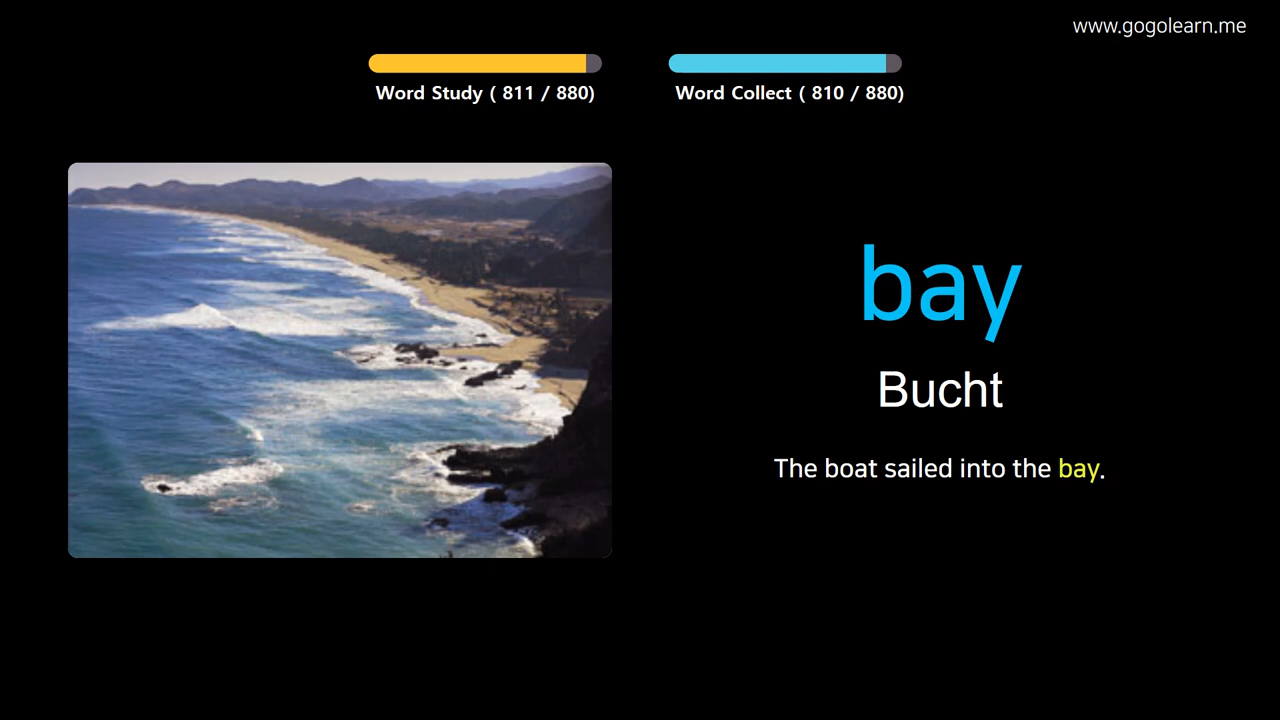 www.gogolearn.me
Word Study ( 811 / 880)
Word Collect ( 810 / 880)
bay
Bucht
The boat sailed into the bay.